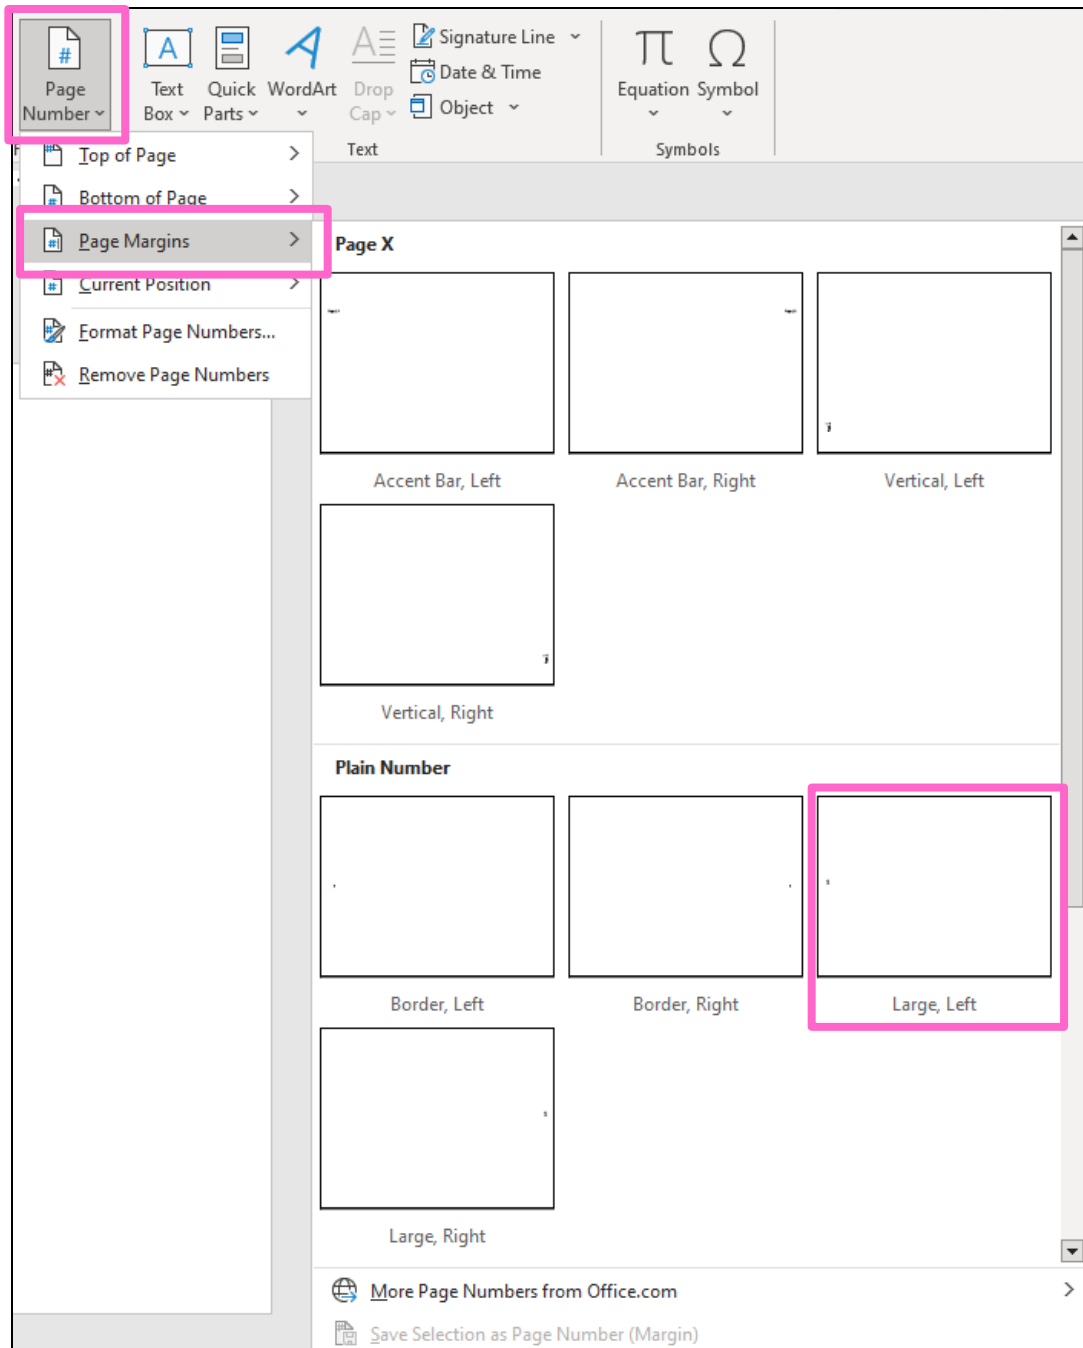 Page
Number
Text
Box
Quick
Parts
WordArt
Drop
Cap
Signature Line
Date & Time
Object
Equation
Symbol
Text
Symbols
Top of Page
Bottom of Page
Page Margins
Current Position
Format Page Numbers...
Remove Page Numbers
Page X
Accent Bar, Left
Accent Bar, Right
Vertical, Left
Vertical, Right
Plain Number
Border, Left
Border, Right
Large, Left
Large, Right
More Page Numbers from Office.com
Save Selection as Page Number (Margin)